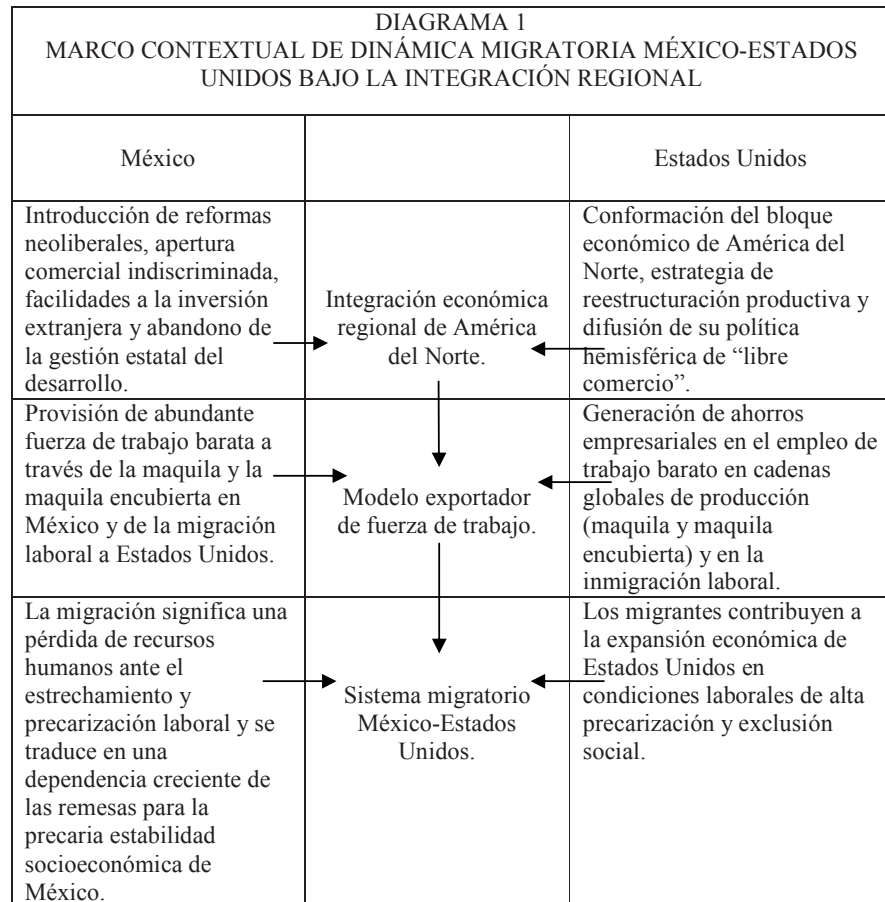 DIAGRAMA 1
MARCO CONTEXTUAL DE DINÁMICA MIGRATORIA MÉXICO-ESTADOS
UNIDOS BAJO LA INTEGRACIÓN REGIONAL
México
Estados Unidos
Introducción de reformas
neoliberales, apertura
comercial indiscriminada,
facilidades a la inversión
extranjera y abandono de
la gestión estatal del
desarrollo.
Integración económica
regional de América
del Norte.
Conformación del bloque
económico de América del
Norte, estrategia de
reestructuración productiva y
difusión de su política
hemisférica de “libre
comercio”.
Provisión de abundante
fuerza de trabajo barata a
través de la maquila y la
maquila encubierta en
México y de la migración
laboral a Estados Unidos.
Modelo exportador
de fuerza de trabajo.
Generación de ahorros
empresariales en el empleo de
trabajo barato en cadenas
globales de producción
(maquila y maquila
encubierta) y en la
inmigración laboral.
La migración significa una
pérdida de recursos
humanos ante el
estrechamiento y
precarización laboral y se
traduce en una
dependencia creciente de
las remesas para la
precaria estabilidad
socioeconómica de
México.
Sistema migratorio
México-Estados
Unidos.
Los migrantes contribuyen a
la expansión económica de
Estados Unidos en
condiciones laborales de alta
precarización y exclusión
social.